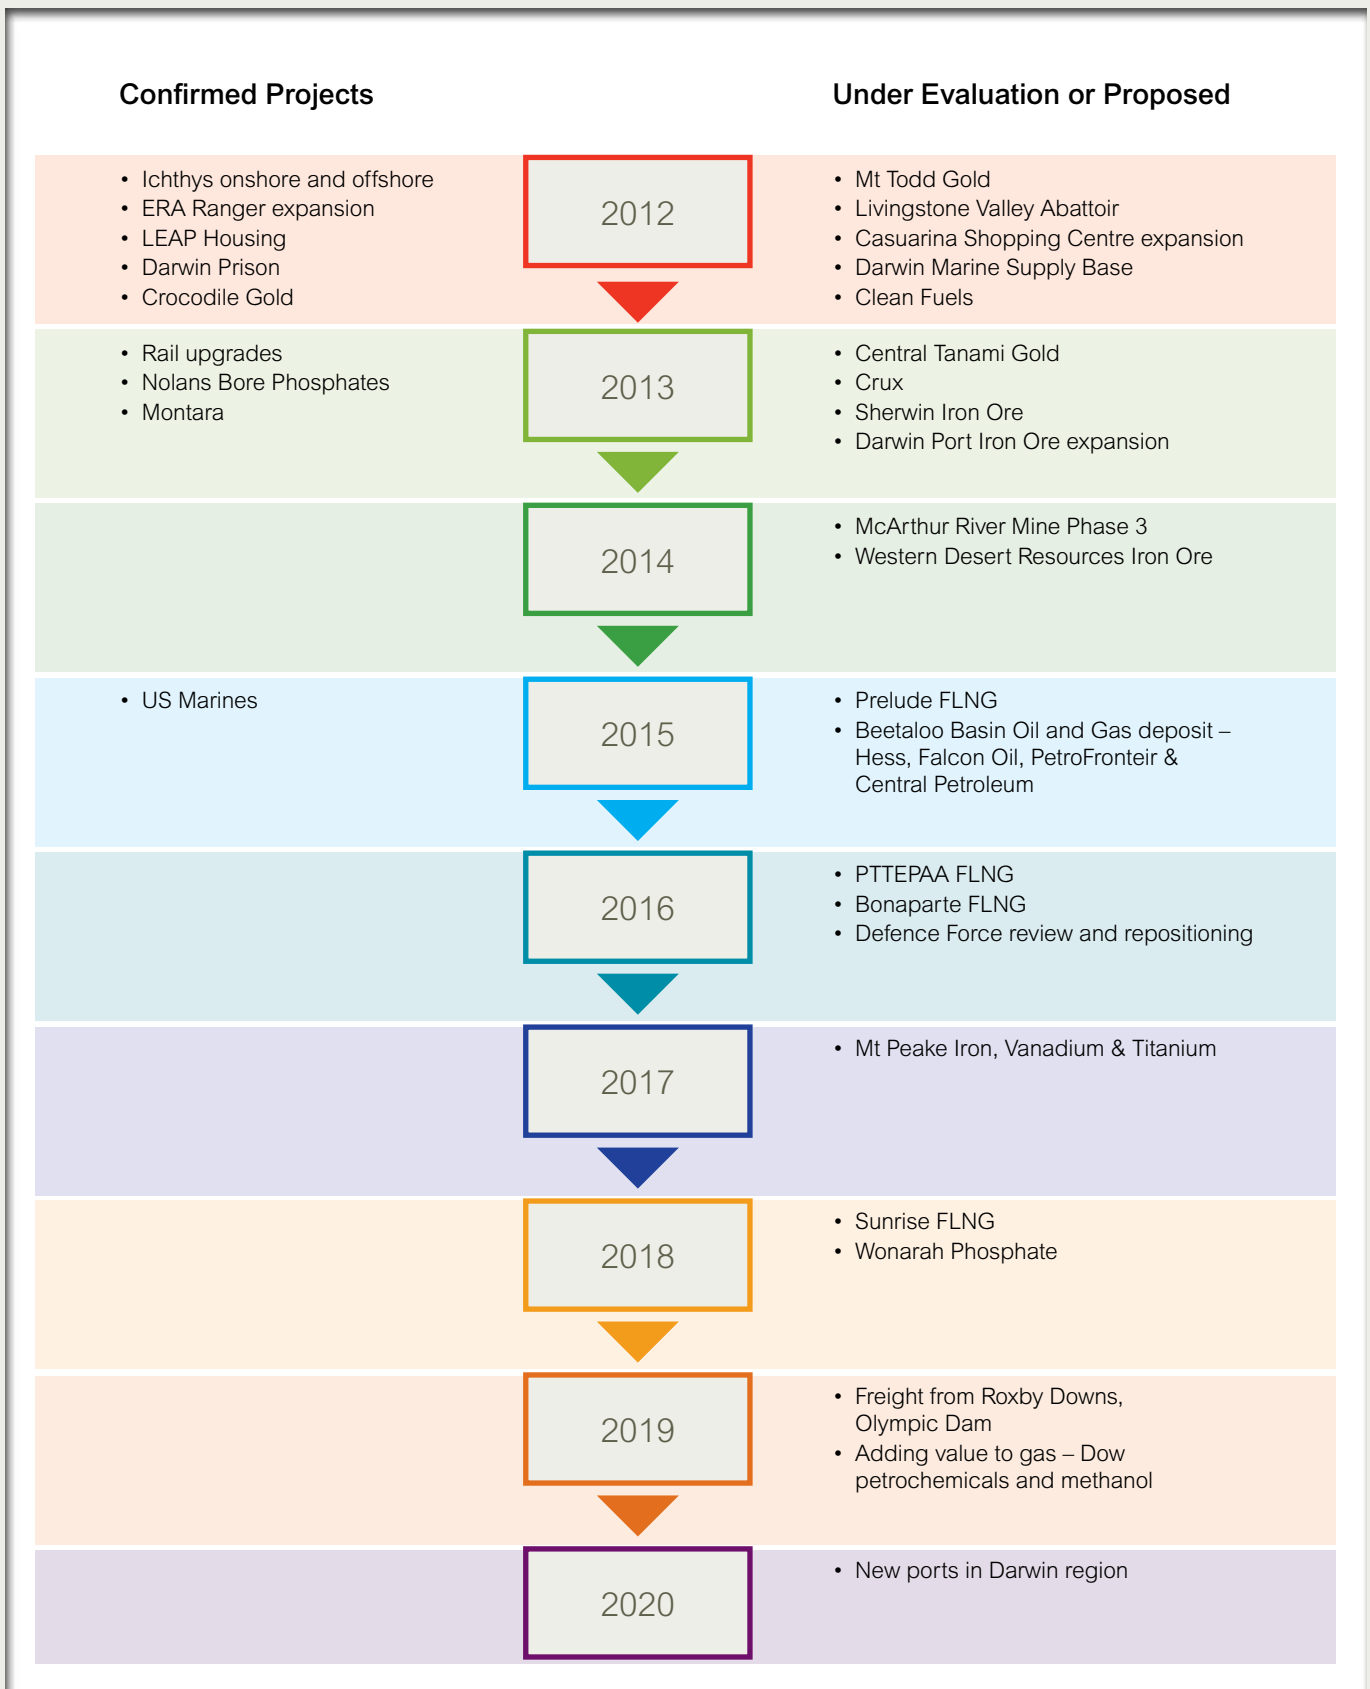 Confirmed Projects
Under Evaluation or Proposed
• Ichthys onshore and offshore
• ERA Ranger expansion
• LEAP Housing
• Darwin Prison
• Crocodile Gold
2012
• Mt Todd Gold
• Livingstone Valley Abattoir
• Casuarina Shopping Centre expansion
• Darwin Marine Supply Base
• Clean Fuels
• Rail upgrades
• Nolans Bore Phosphates
• Montara
2013
• Central Tanami Gold
• Crux
• Sherwin Iron Ore
• Darwin Port Iron Ore expansion
2014
• McArthur River Mine Phase 3
• Western Desert Resources Iron Ore
• US Marines
2015
• Prelude FLNG
• Beetaloo Basin Oil and Gas deposit –
Hess, Falcon Oil, PetroFronteir &
Central Petroleum
2016
• PTTEPAA FLNG
• Bonaparte FLNG
• Defence Force review and repositioning
2017
• Mt Peake Iron, Vanadium & Titanium
2018
• Sunrise FLNG
• Wonarah Phosphate
2019
• Freight from Roxby Downs,
Olympic Dam
• Adding value to gas – Dow
petrochemicals and methanol
2020
• New ports in Darwin region